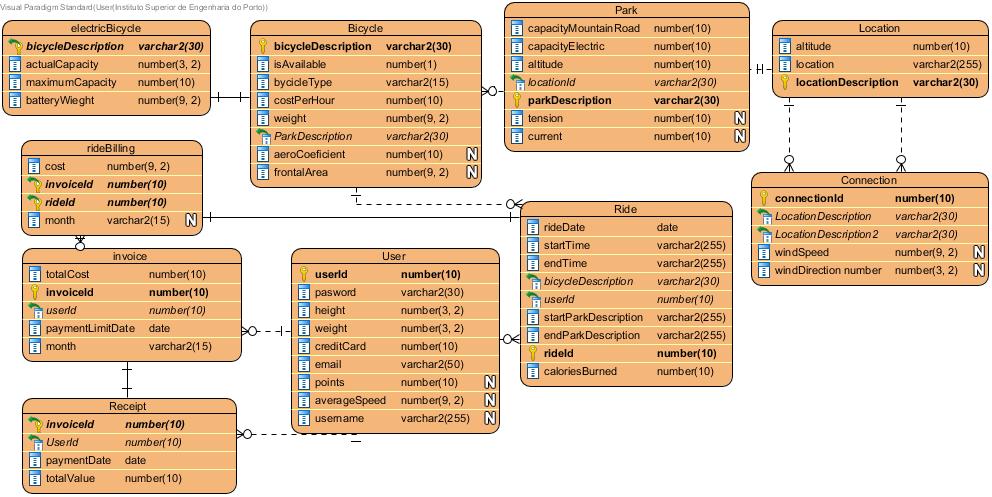 Visual Paradigm Standard(User(Instituto Superior de Engenharia do Porto))
electricBicycle
bicycleDescription varchar2(30)
actualCapacity number(3, 2)
maximumCapacity number(10)
batteryWieght number(9, 2)
Bicycle
bicycleDescription varchar2(30)
isAvailable number(1)
bycicleType varchar2(15)
costPerHour number(10)
weight number(9, 2)
ParkDescription varchar2(30)
aeroCoeficient number(10) N
frontalArea number(9, 2) N
Park
capacityMountainRoad number(10)
capacityElectric number(10)
altitude number(10)
locationId varchar2(30)
parkDescription varchar2(30)
tension number(10) N
current number(10) N
Location
altitude number(10)
location varchar2(255)
locationDescription varchar2(30)
rideBilling
cost number(9, 2)
invoiceId number(10)
rideId number(10)
month varchar2(15) N
Connection
connectionId number(10)
LocationDescription varchar2(30)
LocationDescription2 varchar2(30)
windSpeed number(9, 2) N
windDirection number number(3, 2) N
Ride
rideDate date
startTime varchar2(255)
endTime varchar2(255)
bicycleDescription varchar2(30)
userId number(10)
startParkDescription varchar2(255)
endParkDescription varchar2(255)
rideId number(10)
caloriesBurned number(10)
invoice
totalCost number(10)
invoiceId number(10)
userId number(10)
paymentLimitDate date
month varchar2(15)
User
userId number(10)
pasword varchar2(30)
height number(3, 2)
weight number(3, 2)
creditCard number(10)
email varchar2(50)
points number(10) N
averageSpeed number(9, 2) N
username varchar2(255) N
Receipt
invoiceId number(10)
UserId number(10)
paymentDate date
totalValue number(10)